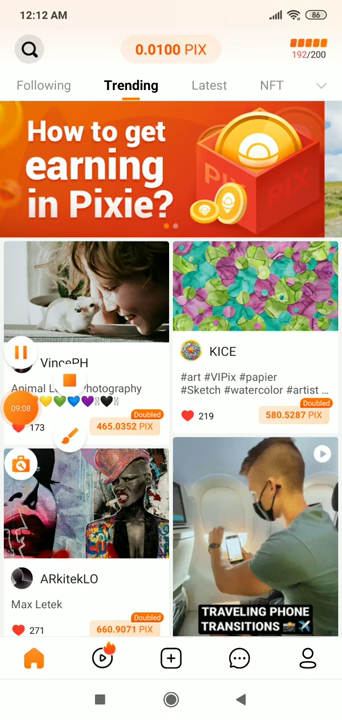 12:12 AM
86
0.0100 PIX
192/200
Following
Trending
Latest
NFT
How to get
earning
in Pixie?
PIX
VincePH
Animal L
hotography
Doubled
173
465.0352 PIX
09:08
KICE
#art #VIPix #papier
#Sketch #watercolor #artist ...
Doubled
219
580.5287 PIX
ARkitekLO
Max Letek
Doubled
271
660.9071 PIX
TRAVELING PHONE
TRANSITIONS 📸 ✈️